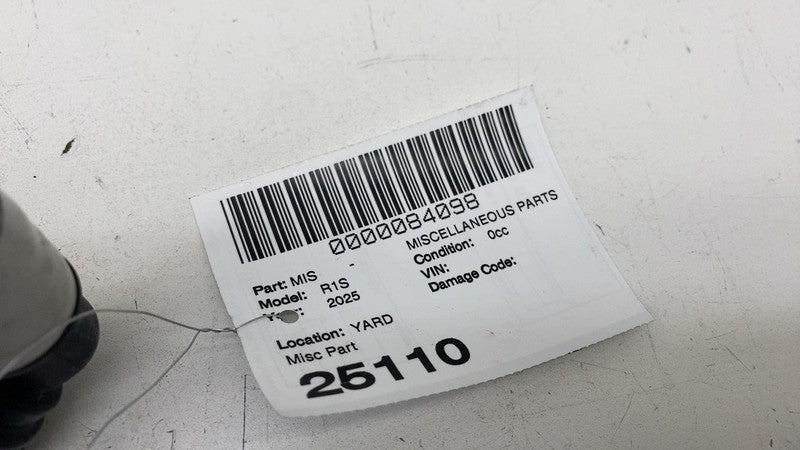 0000084098
Part: MIS - MISCELLANEOUS PARTS
Model: R1S Condition: 0cc
2025 VIN:
Damage Code:
Location: YARD
Misc Part
25110